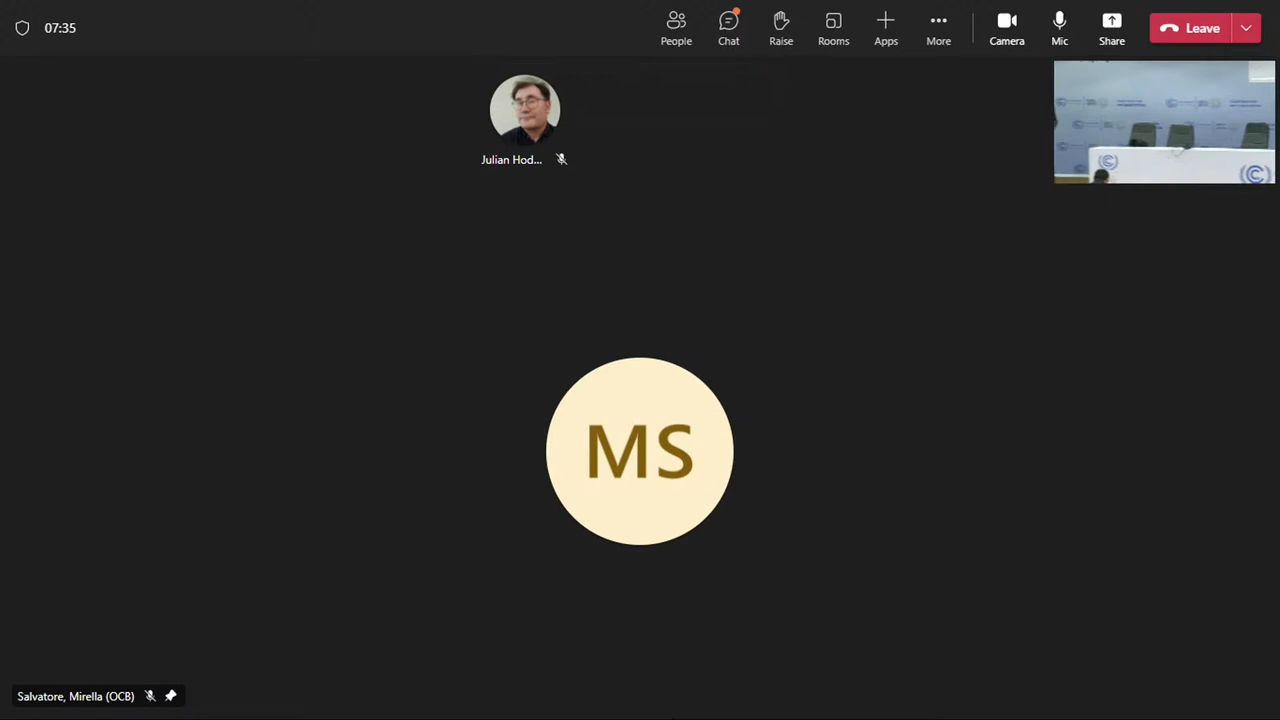 07:35
People
Chat
Raise
Rooms
Apps
More
Camera
Mic
Share
Leave
Julian Hod...
MS
Salvatore, Mirella (OCB)